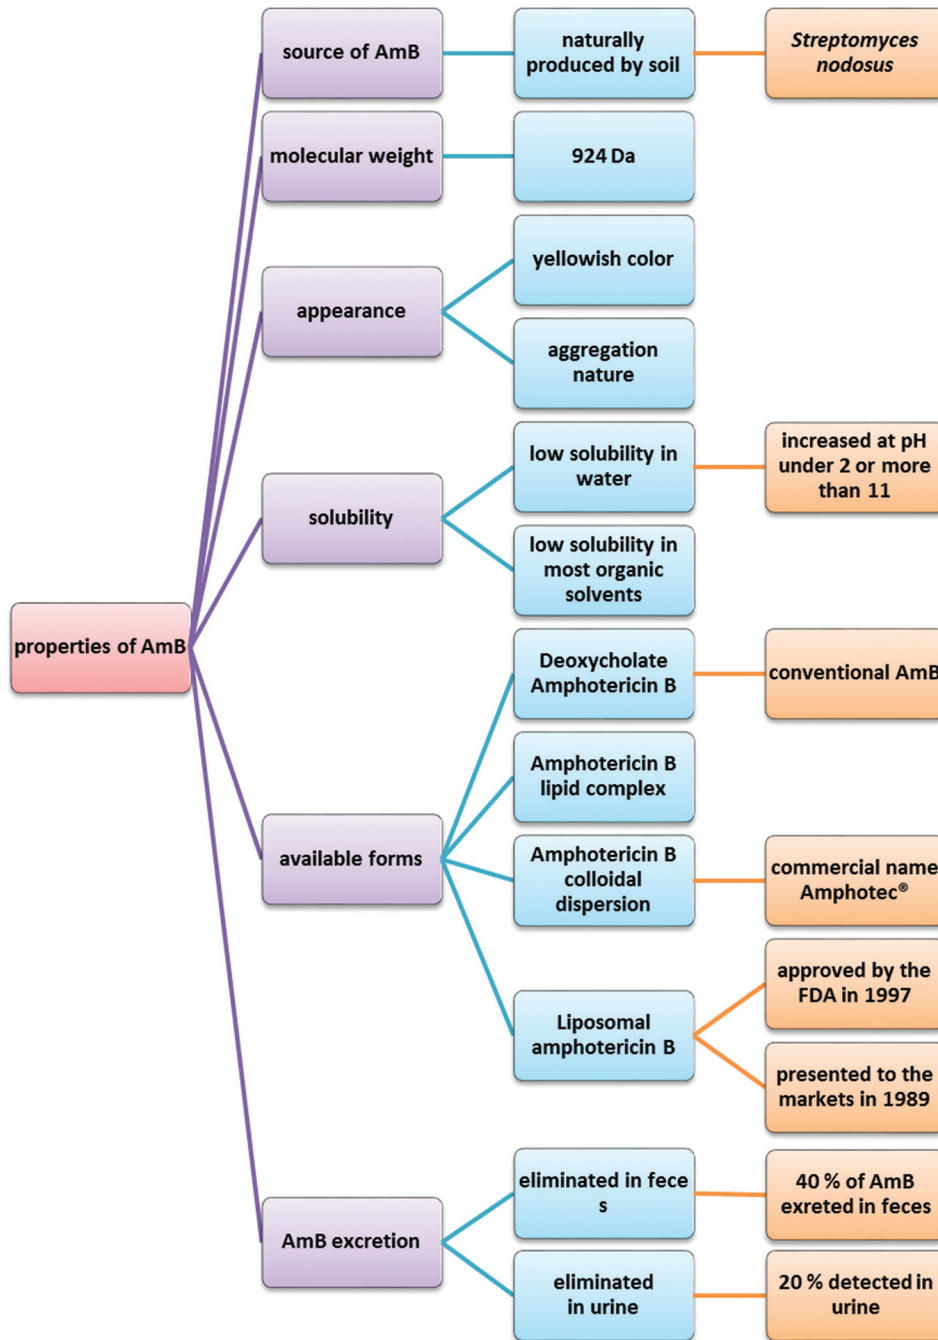 source of AmB
naturally
produced by soil
Streptomyces
nodosus
molecular weight
924 Da
appearance
yellowish color
aggregation
nature
solubility
low solubility in
water
increased at pH
under 2 or more
than 11
low solubility in
most organic
solvents
properties of AmB
available forms
Deoxycholate
Amphotericin B
conventional AmB
Amphotericin B
lipid complex
Amphotericin B
colloidal
dispersion
commercial name
Amphotec®
Liposomal
amphotericin B
approved by the
FDA in 1997
presented to the
markets in 1989
AmB excretion
eliminated in fece
s
40 % of AmB
exreted in feces
eliminated
in urine
20 % detected in
urine